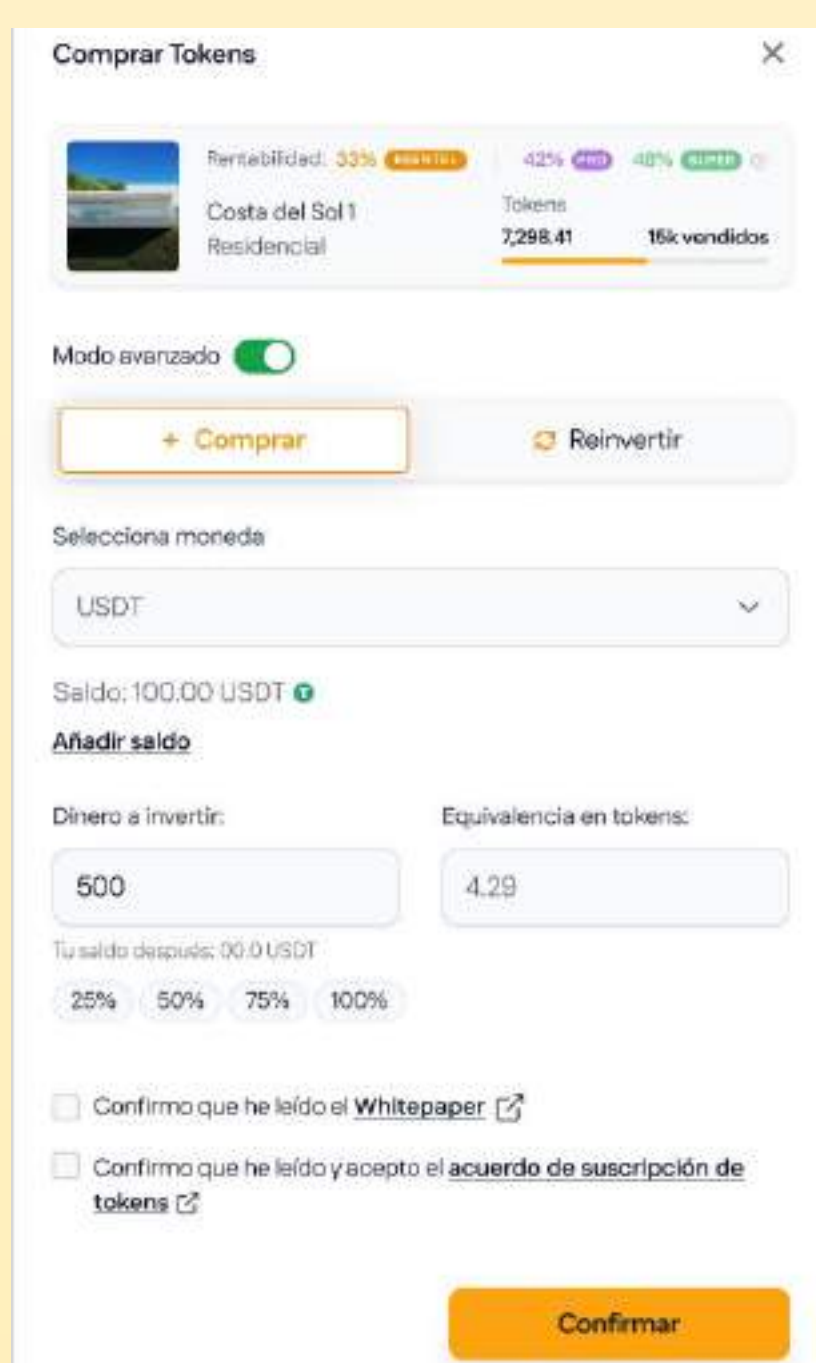 Comprar Tokens
Rentabilidad: 33% 42% PRO 48% SUPER
Costa del Sol 1
Residencial
Tokens
7,298.41 15k vendidos
Modo avanzado
+ Comprar
Reinvertir
Selecciona moneda
USDT
Saldo: 100.00 USDT
Añadir saldo
Dinero a invertir:
Equivalencia en tokens:
500
4.29
Tu saldo después: 00.0 USDT
25% 50% 75% 100%
Confirmo que he leído el Whitepaper
Confirmo que he leído y acepto el acuerdo de suscripción de
tokens
Confirmar